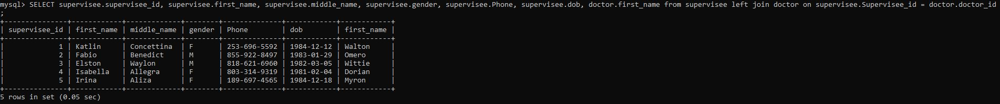 mysql> SELECT supervisee.supervisee_id, supervisee.first_name, supervisee.middle_name, supervisee.gender, supervisee.Phone, supervisee.dob, doctor.first_name from supervisee left join doctor on supervisee.Supervisee_id = doctor.doctor_id
;
+---------------+------------+-------------+--------+--------------+------------+------------+
| supervisee_id | first_name | middle_name | gender | Phone        | dob        | first_name |
+---------------+------------+-------------+--------+--------------+------------+------------+
|             1 | Katlin     | Concettina  | F      | 253-696-5592 | 1984-12-12 | Walton     |
|             2 | Fabio      | Benedict    | M      | 855-922-8497 | 1983-01-29 | Omero      |
|             3 | Elston     | Waylon      | M      | 818-621-6960 | 1982-03-05 | Wittie     |
|             4 | Isabella   | Allegra     | F      | 803-314-9319 | 1981-02-04 | Dorian     |
|             5 | Irina      | Aliza       | F      | 189-697-4565 | 1984-12-18 | Myron      |
+---------------+------------+-------------+--------+--------------+------------+------------+
5 rows in set (0.05 sec)